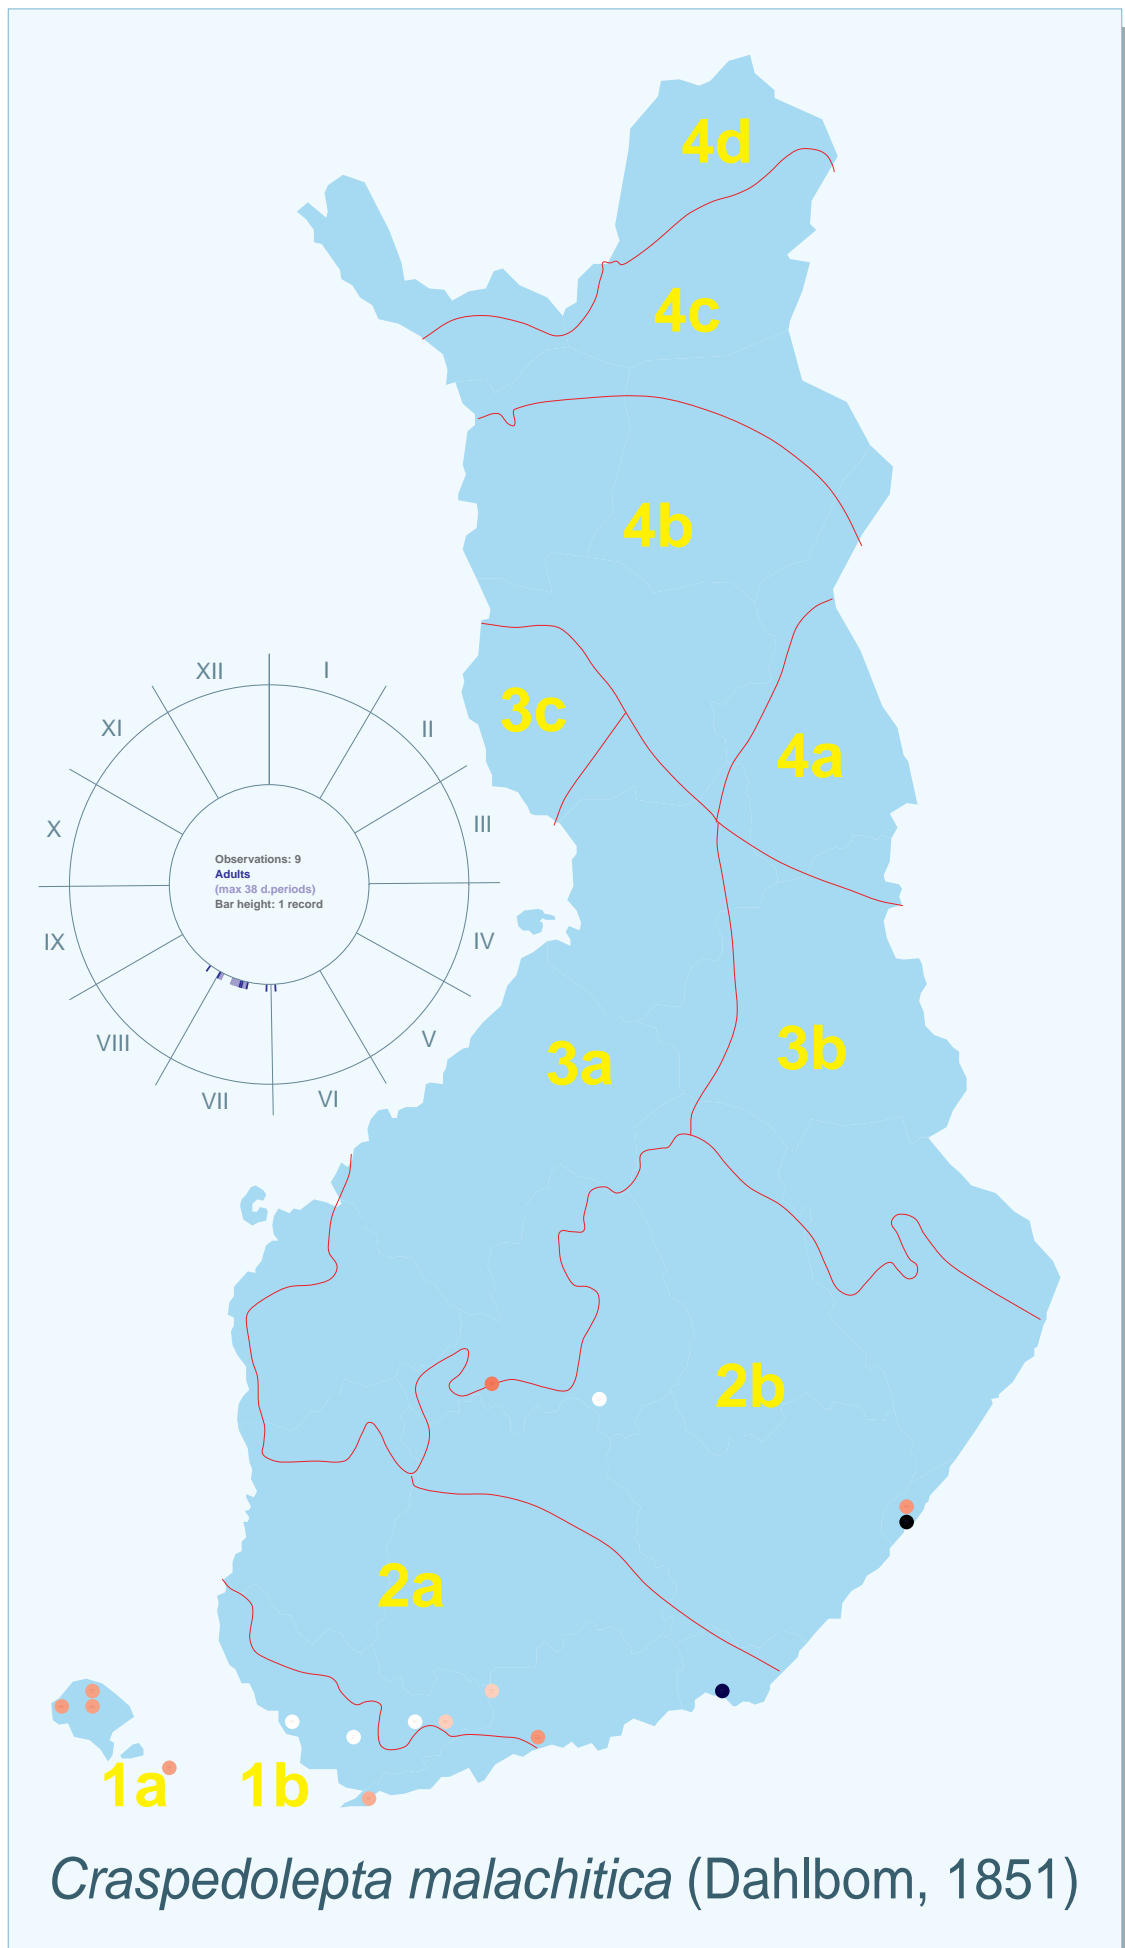 4d
4c
4b
3c
4a
XII
I
XI
II
X
III
Observations: 9
Adults
(max 38 d.periods)
Bar height: 1 record
IX
IV
VIII
V
VII
VI
3a
3b
2b
2a
1a
1b
Craspedolepta malachitica (Dahlbom, 1851)